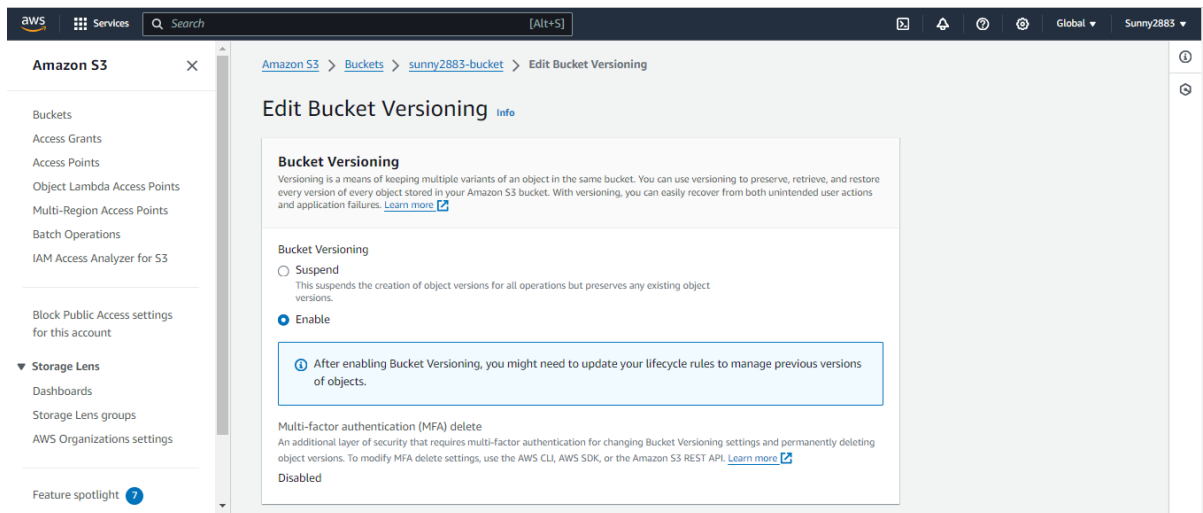 aws Services Search [Alt+S] Global Sunny2883
Amazon S3
Buckets
Access Grants
Access Points
Object Lambda Access Points
Multi-Region Access Points
Batch Operations
IAM Access Analyzer for S3
Block Public Access settings
for this account
Storage Lens
Dashboards
Storage Lens groups
AWS Organizations settings
Feature spotlight 7
Amazon S3 > Buckets > sunny2883-bucket > Edit Bucket Versioning
Edit Bucket Versioning Info
Bucket Versioning
Versioning is a means of keeping multiple variants of an object in the same bucket. You can use versioning to preserve, retrieve, and restore
every version of every object stored in your Amazon S3 bucket. With versioning, you can easily recover from both unintended user actions
and application failures. Learn more
Bucket Versioning
Suspend
This suspends the creation of object versions for all operations but preserves any existing object
versions.
Enable
After enabling Bucket Versioning, you might need to update your lifecycle rules to manage previous versions
of objects.
Multi-factor authentication (MFA) delete
An additional layer of security that requires multi-factor authentication for changing Bucket Versioning settings and permanently deleting
object versions. To modify MFA delete settings, use the AWS CLI, AWS SDK, or the Amazon S3 REST API. Learn more
Disabled